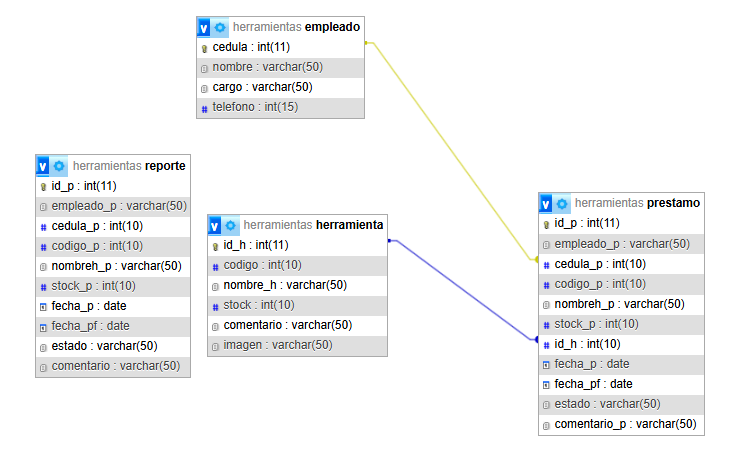 herramientas empleado
cedula : int(11)
nombre : varchar(50)
cargo : varchar(50)
telefono : int(15)
herramientas reporte
id_p : int(11)
empleado_p : varchar(50)
cedula_p : int(10)
codigo_p : int(10)
nombreh_p : varchar(50)
stock_p : int(10)
fecha_p : date
fecha_pf : date
estado : varchar(50)
comentario : varchar(50)
herramientas herramienta
id_h : int(11)
codigo : int(10)
nombre_h : varchar(50)
stock : int(10)
comentario : varchar(50)
imagen : varchar(50)
herramientas prestamo
id_p : int(11)
empleado_p : varchar(50)
cedula_p : int(10)
codigo_p : int(10)
nombreh_p : varchar(50)
stock_p : int(10)
id_h : int(10)
fecha_p : date
fecha_pf : date
estado : varchar(50)
comentario_p : varchar(50)